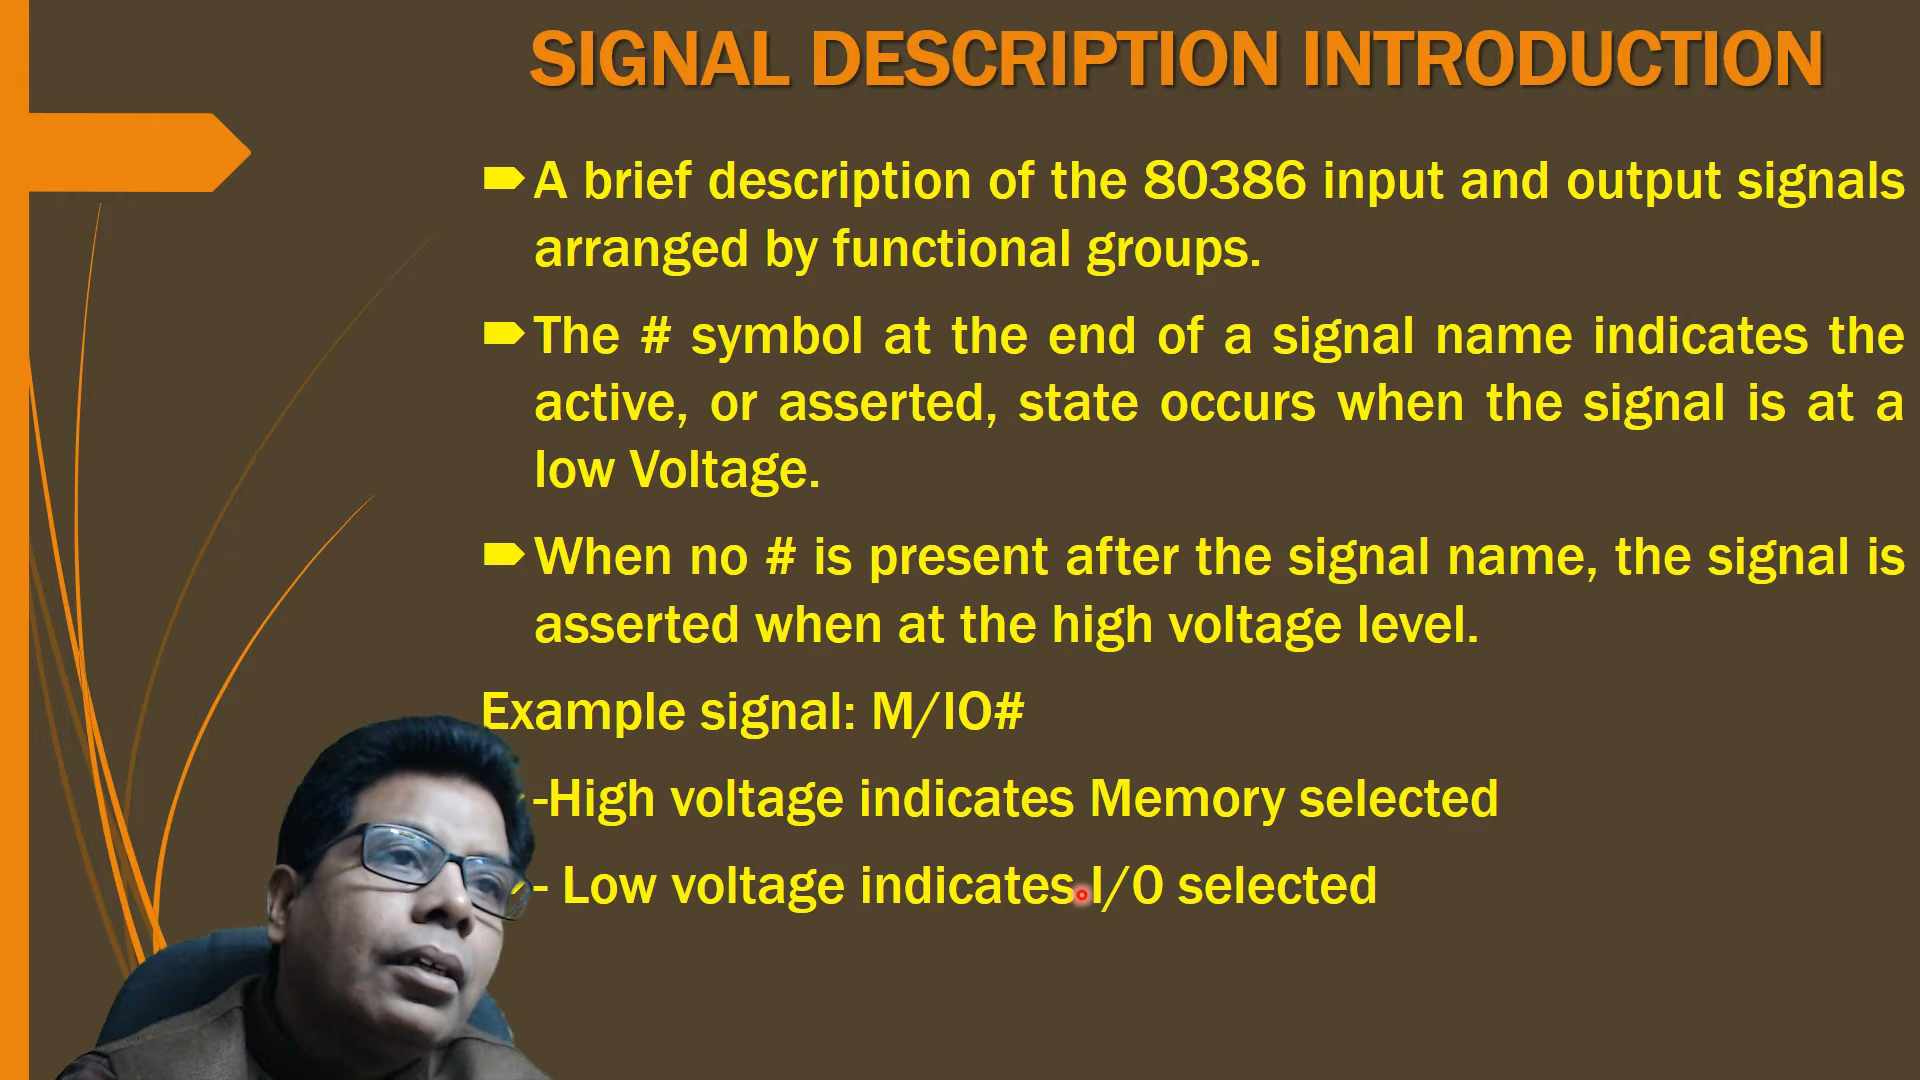 SIGNAL DESCRIPTION INTRODUCTION
A brief description of the 80386 input and output signals
arranged by functional groups.
The # symbol at the end of a signal name indicates the
active, or asserted, state occurs when the signal is at a
low Voltage.
When no # is present after the signal name, the signal is
asserted when at the high voltage level.
Example signal: M/IO#
-High voltage indicates Memory selected
- Low voltage indicates I/O selected